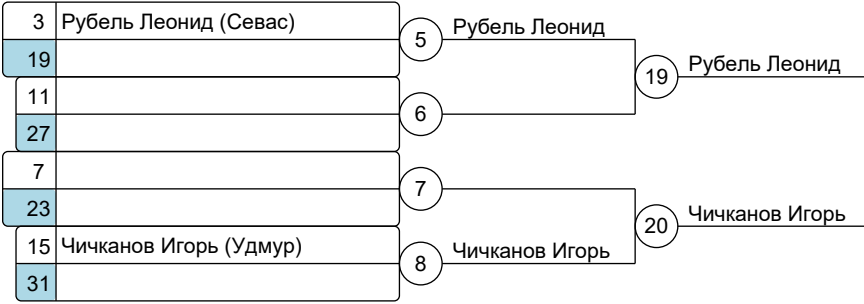 3 Рубель Леонид (Севас)
19
5 Рубель Леонид
11
27
6
19 Рубель Леонид
7
23
7
15 Чичканов Игорь (Удмур)
31
8 Чичканов Игорь
20 Чичканов Игорь